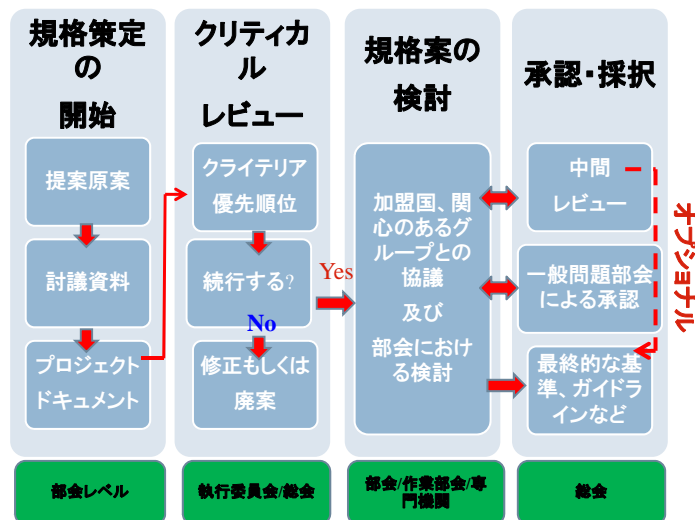 規格策定
の
開始
提案原案
討議資料
プロジェクト
ドキュメント
部会レベル
クリティカ
ル
レビュー
クライテリア
優先順位
続行する?
Yes
No
修正もしくは
廃案
執行委員会/総会
規格案の
検討
加盟国、関
心のあるグ
ループとの
協議
及び
部会におけ
る検討
部会/作業部会/専
門機関
承認・採択
中間
レビュー
一般問題部会
による承認
最終的な基
準、ガイドラ
インなど
オプショナル
総会